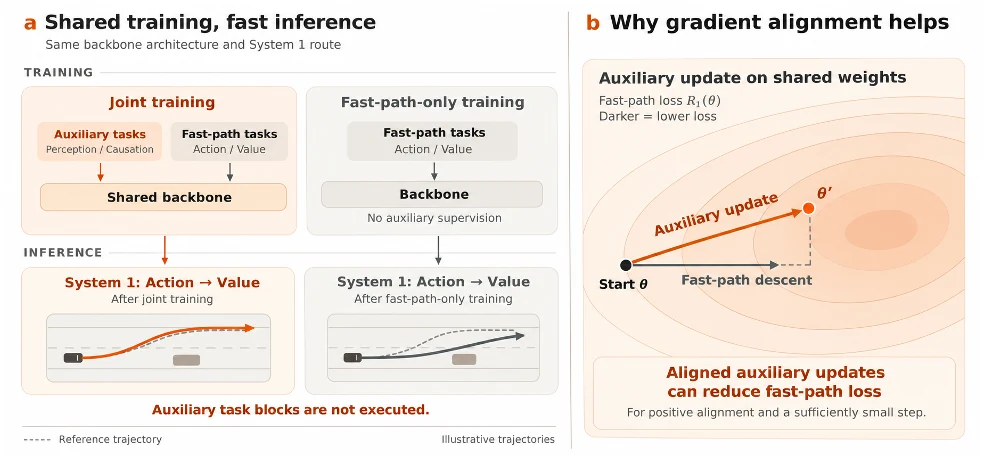 a Shared training, fast inference
Same backbone architecture and System 1 route
TRAINING
Joint training
Auxiliary tasks
Perception / Causation
Fast-path tasks
Action / Value
Shared backbone
Fast-path-only training
Fast-path tasks
Action / Value
Backbone
No auxiliary supervision
INFERENCE
System 1: Action → Value
After joint training
System 1: Action → Value
After fast-path-only training
Auxiliary task blocks are not executed.
Reference trajectory
Illustrative trajectories
b Why gradient alignment helps
Auxiliary update on shared weights
Fast-path loss R₁(θ)
Darker = lower loss
Auxiliary update
θ′
Start θ
Fast-path descent
Aligned auxiliary updates
can reduce fast-path loss
For positive alignment and a sufficiently small step.